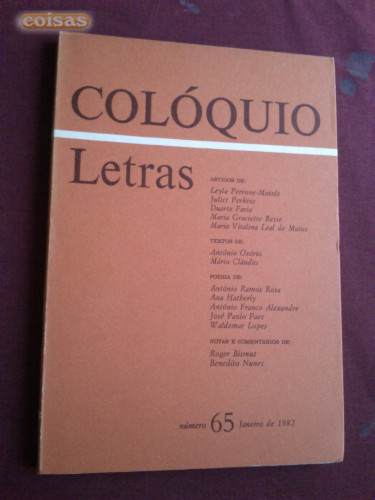 coisas
COLÓQUIO
Letras
ARTIGOS DE:
Leyla Perrone-Moisés
Juliet Perkins
Duarte Faria
Maria Graciette Besse
Maria Vitalina Leal de Matos
TEXTOS DE:
António Osório
Mário Cláudio
POESIA DE:
António Ramos Rosa
Ana Hatherly
António Franco Alexandre
José Paulo Paes
Waldemar Lopes
NOTAS E COMENTÁRIOS DE:
Roger Bismut
Benedito Nunes
número 65 Janeiro de 1982